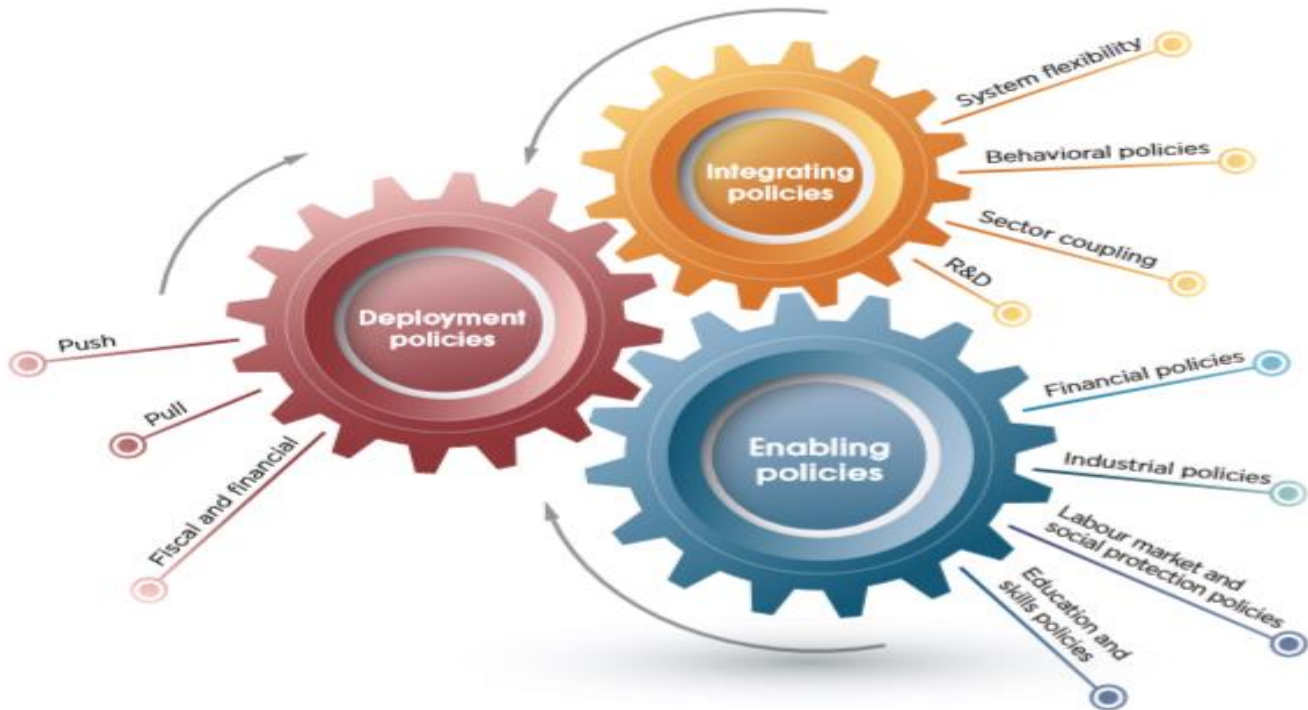 System flexibility
Behavioral policies
Sector coupling
R&D
Integrating
policies
Deployment
policies
Push
Pull
Fiscal and financial
Enabling
policies
Financial policies
Industrial policies
Labour market and
social protection policies
Education and
skills policies